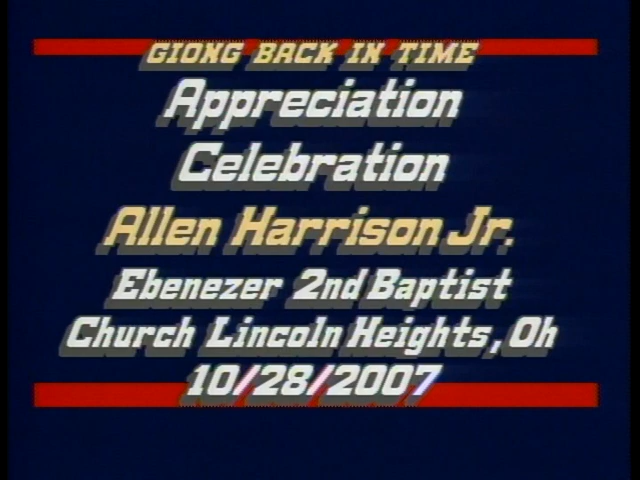 GIONG BACK IN TIME
Appreciation
Celebration
Allen Harrison Jr.
Ebenezer 2nd Baptist
Church Lincoln Heights, Oh
10/28/2007